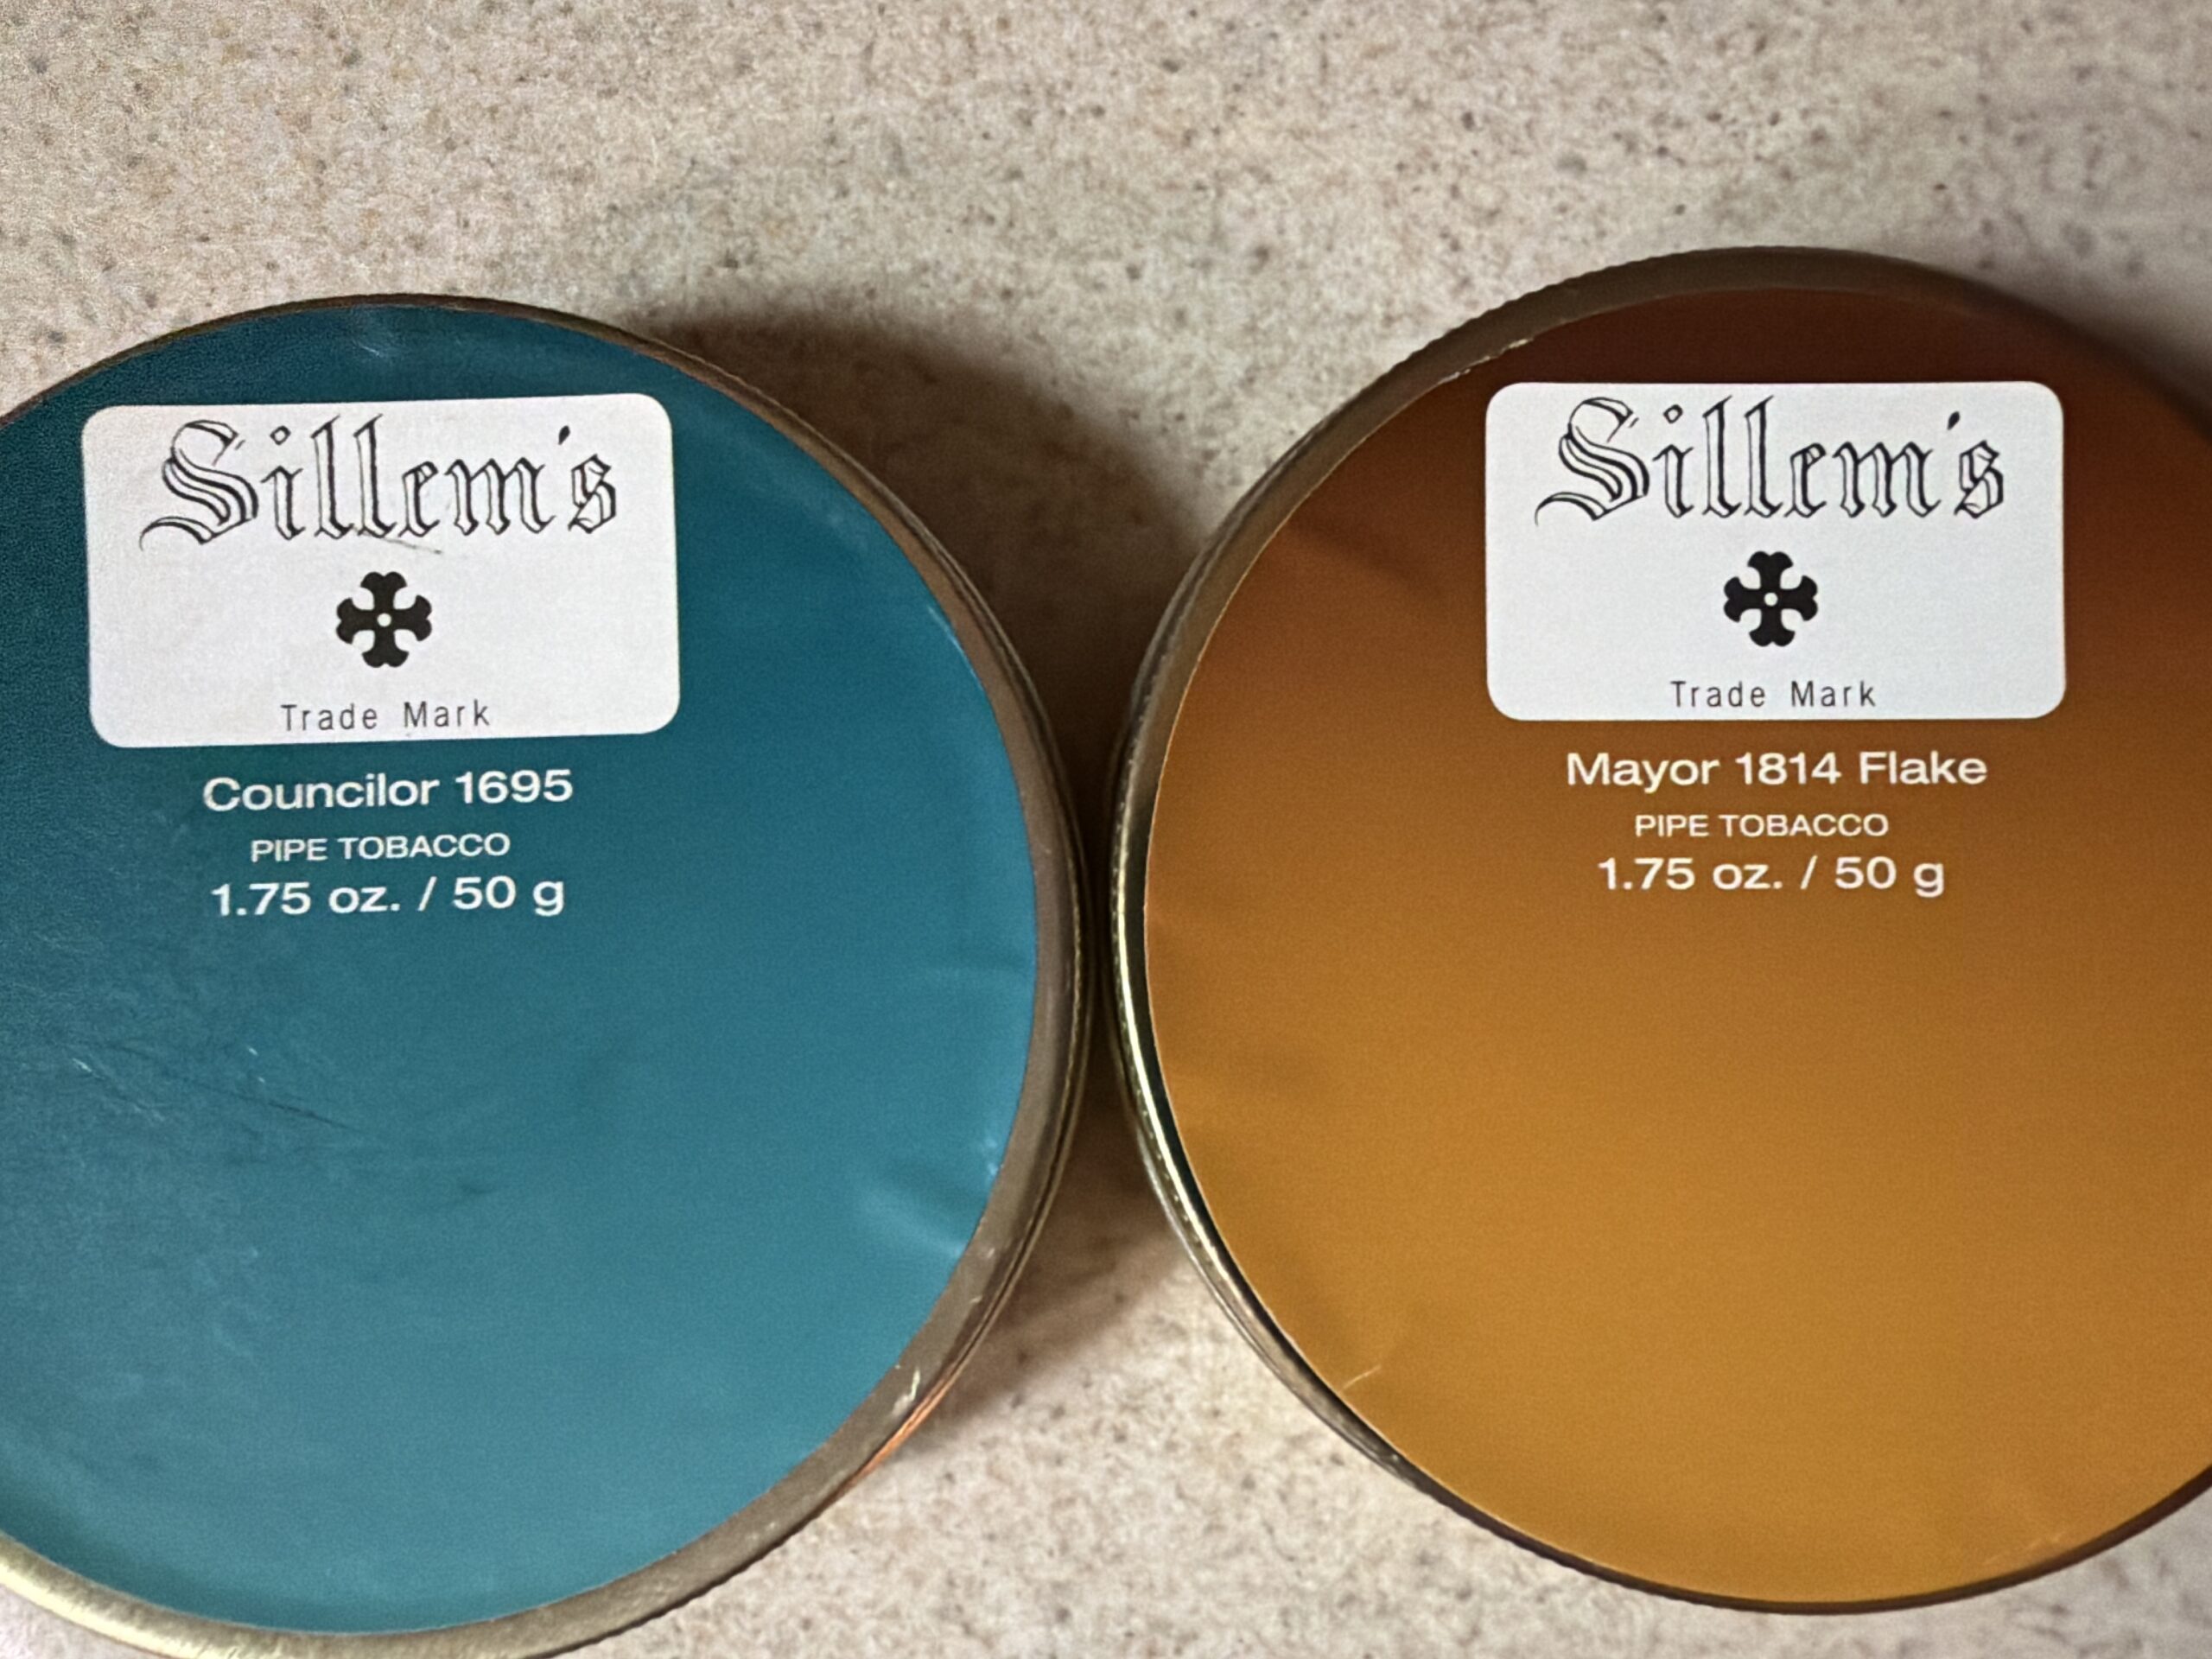 Sillem's
Trade Mark
Councilor 1695
PIPE TOBACCO
1.75 oz. / 50 g
Sillem's
Trade Mark
Mayor 1814 Flake
PIPE TOBACCO
1.75 oz. / 50 g